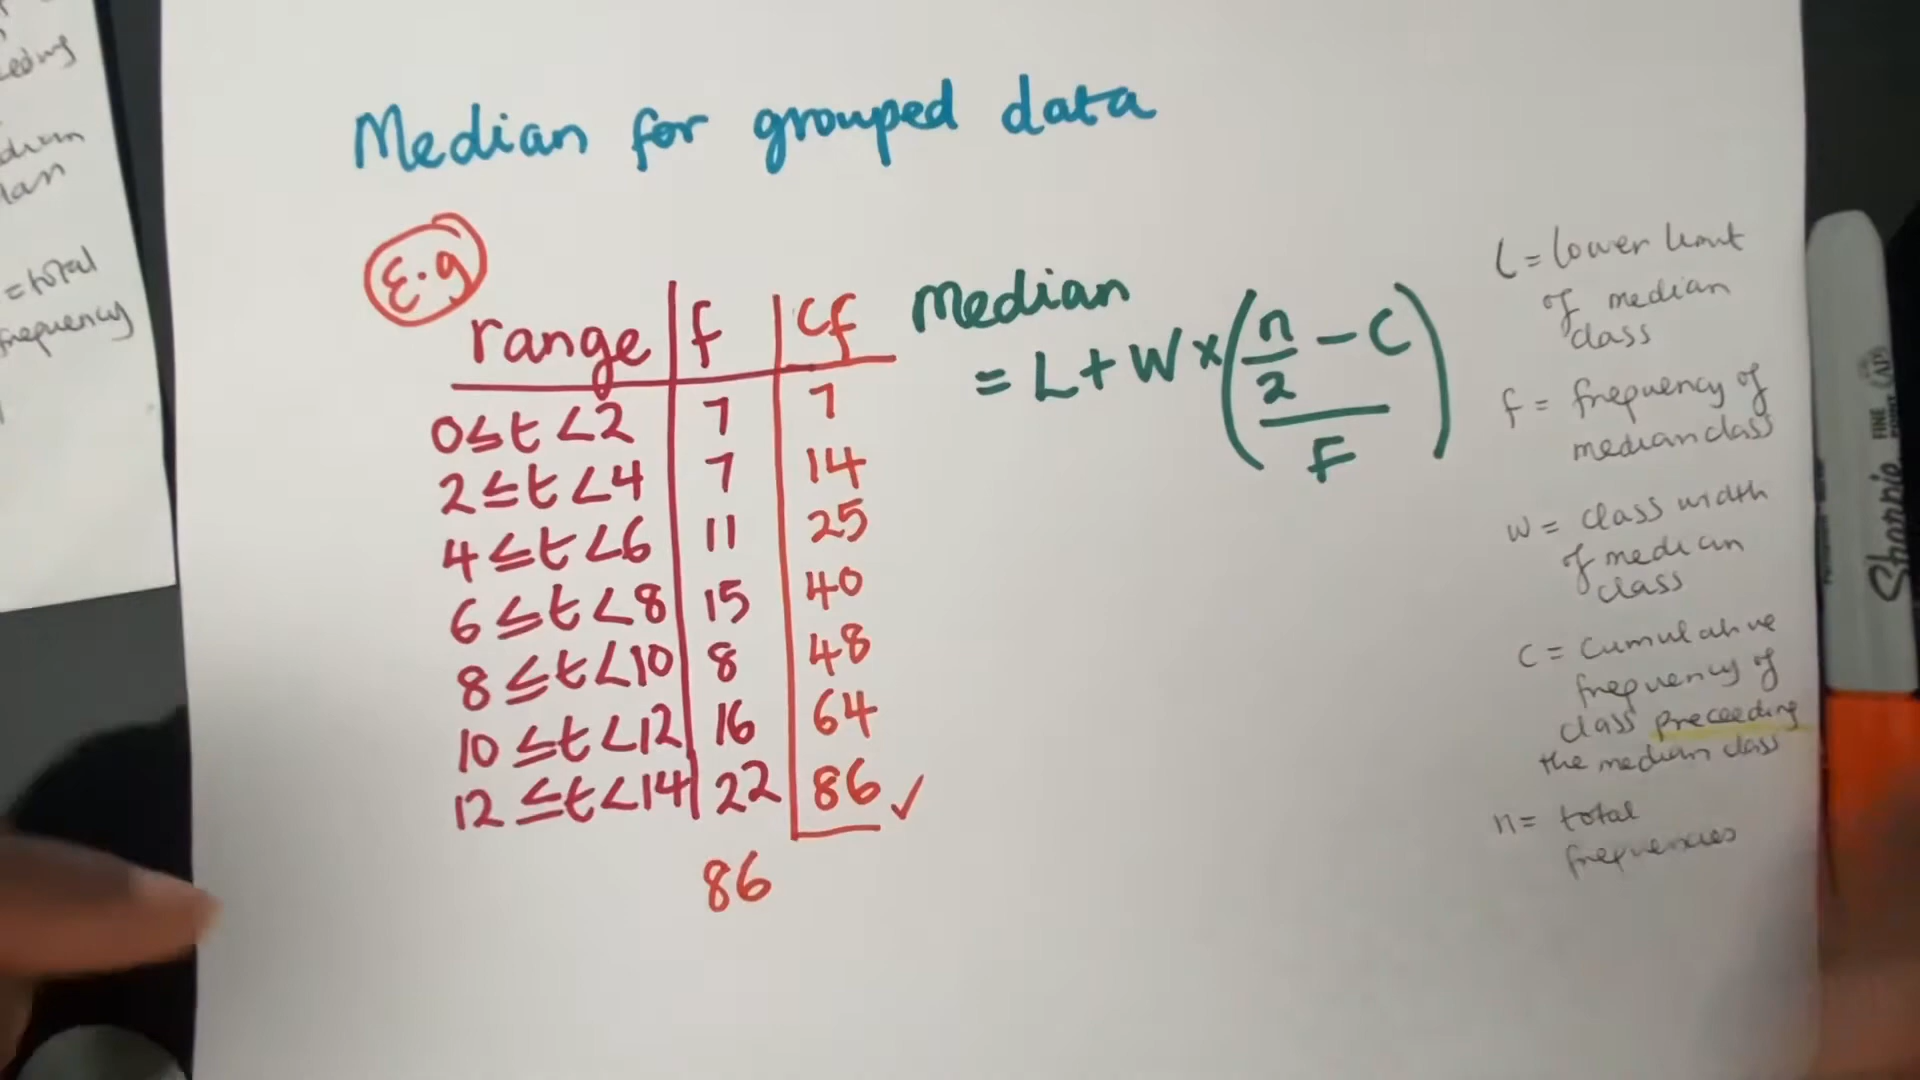 Median for grouped data
E.g
range f cf
0≤t<2 7 7
2≤t<4 7 14
4≤t<6 11 25
6≤t<8 15 40
8≤t<10 8 48
10≤t<12 16 64
12≤t<14 22 86 ✓
86
Median
= L + W × (n/2 − C
F)
L = lower limit
of median
class
f = frequency of
median class
w = class width
of median
class
C = Cumulative
frequency of
class preceeding
the median class
n = total
frequencies
= total
frequency
FINE
Sharpie